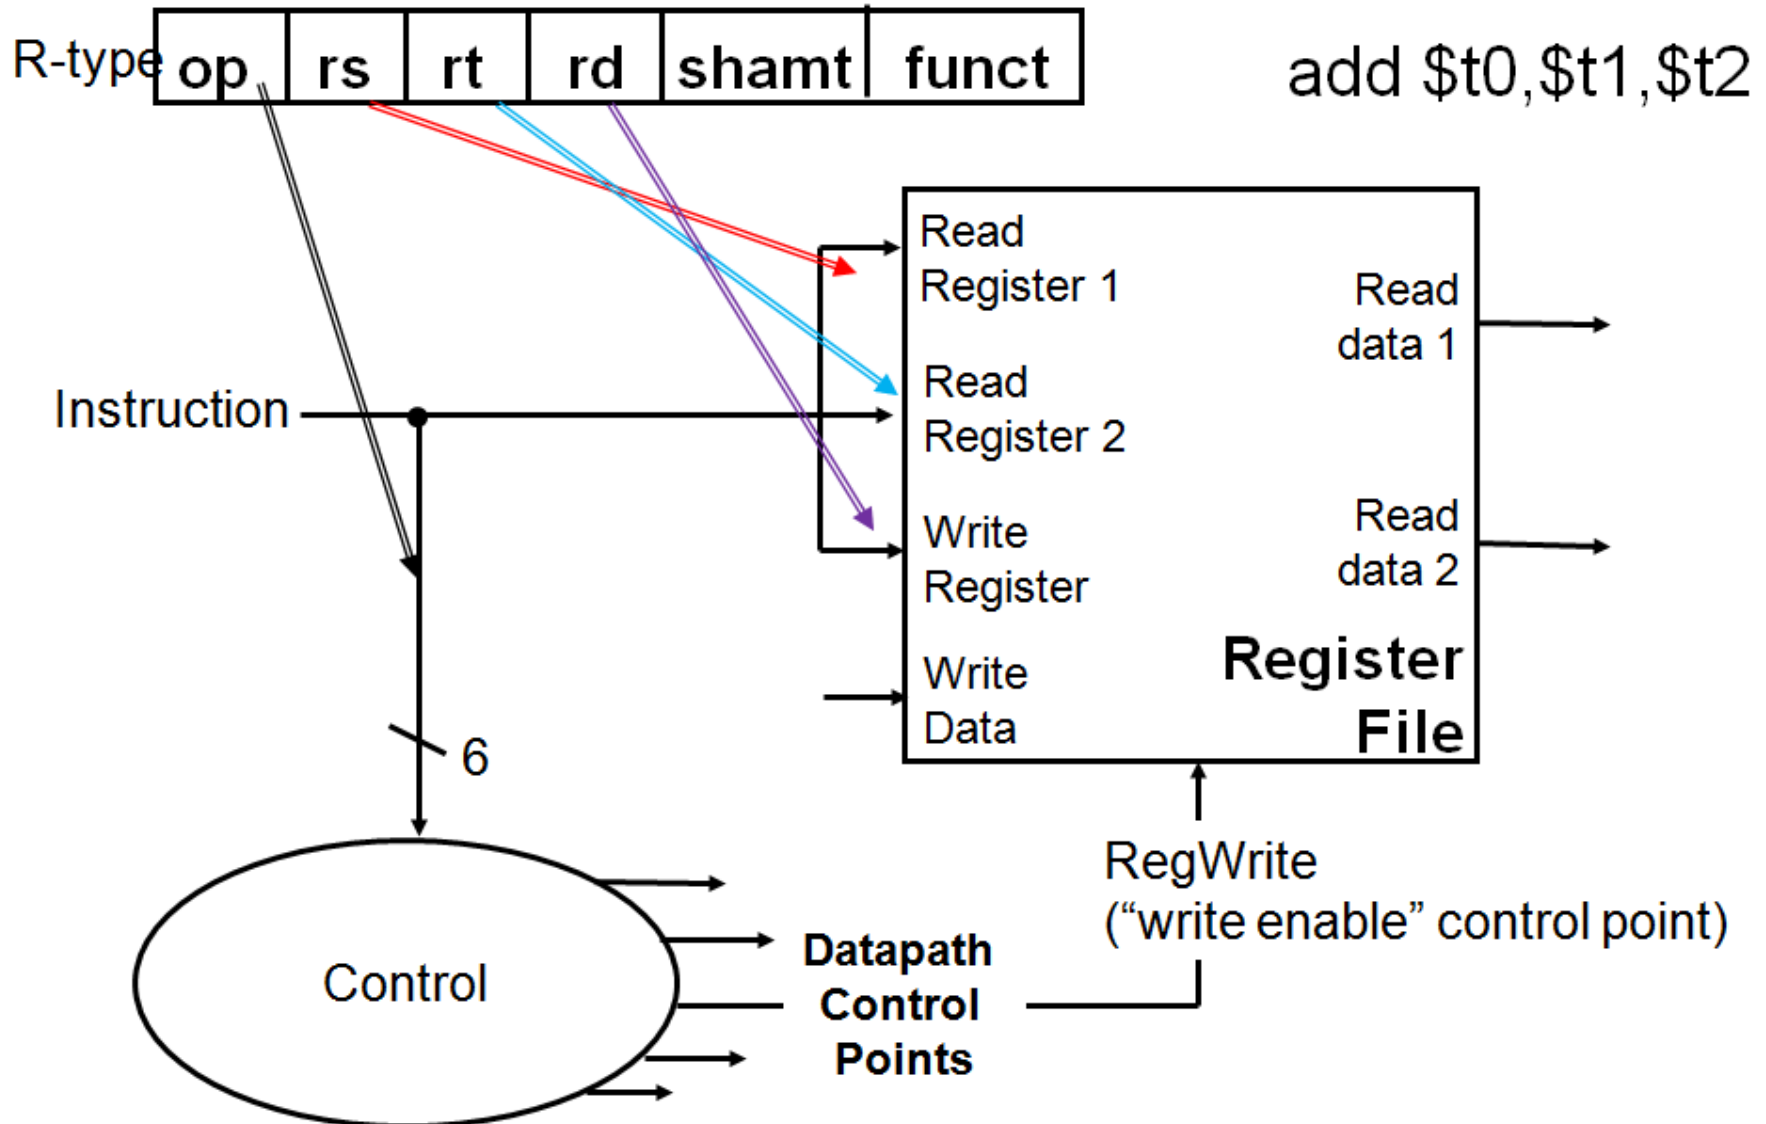 R-type op rs rt rd shamt funct
add $t0,$t1,$t2
Read
Register 1
Read
data 1
Instruction
Read
Register 2
Write
Register
Read
data 2
Write
Data
Register
File
6
RegWrite
(“write enable” control point)
Control
Datapath
Control
Points